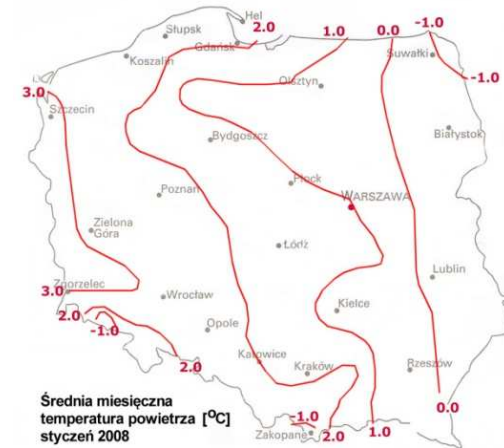 Hel
-1.0
Słupsk
2.0
1.0
0.0
Gdańsk
Suwałki
Koszalin
-1.0
3.0
Olsztyn
Szczecin
Białystok
Bydgoszcz
Płock
Poznań
WARSZAWA
Zielona
Góra
Łódź
Lublin
Zgorzelec
3.0
Wrocław
Kielce
2.0
-1.0
Opole
Katowice
2.0
Kraków
Rzeszów
Średnia miesięczna
temperatura powietrza [°C]
styczeń 2008
-1.0
Zakopane
2.0
1.0
0.0